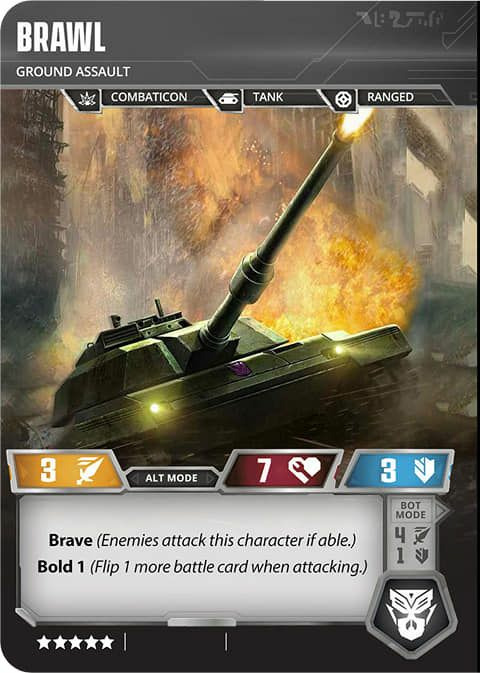 BRAWL
GROUND ASSAULT
COMBATICON TANK RANGED
3 ALT MODE 7 3
BOT
MODE
4
1
Brave (Enemies attack this character if able.)
Bold 1 (Flip 1 more battle card when attacking.)